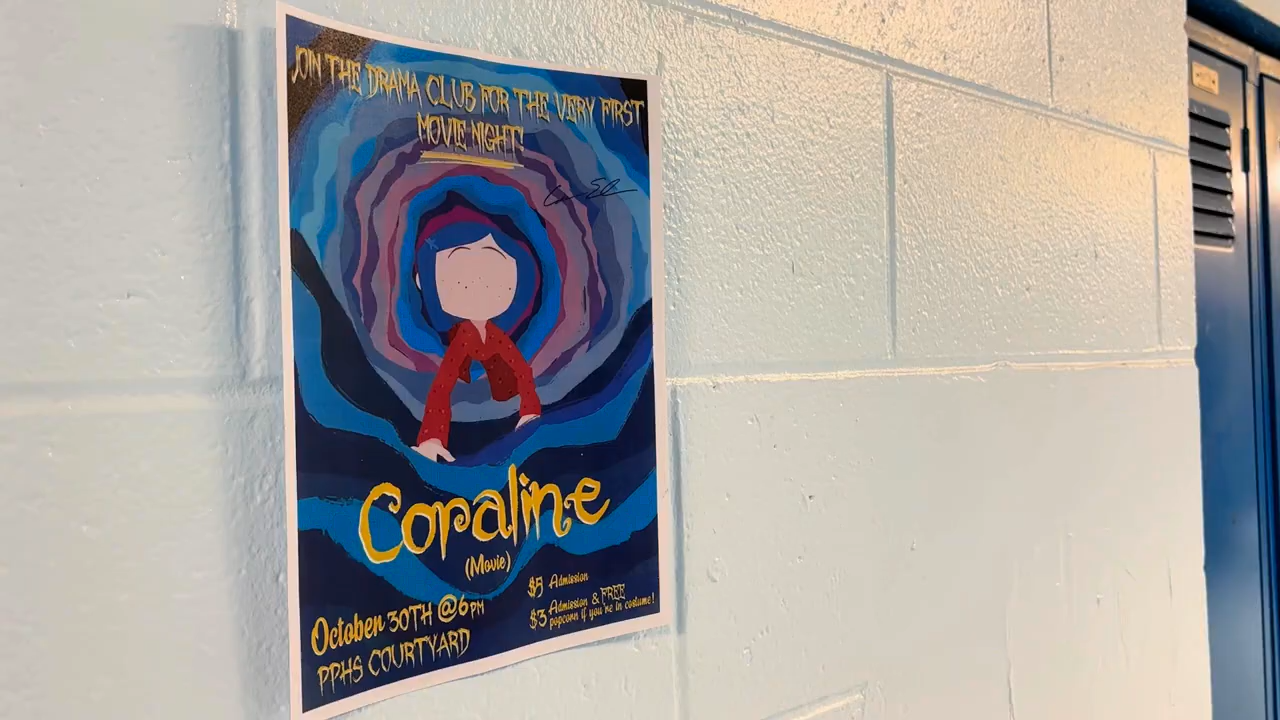 JOIN THE DRAMA CLUB FOR THE VERY FIRST
MOVIE NIGHT!
Coraline
(Movie)
October 30TH @6PM
PPHS COURTYARD
$5 Admission
$3 Admission & FREE
popcorn if you're in costume!